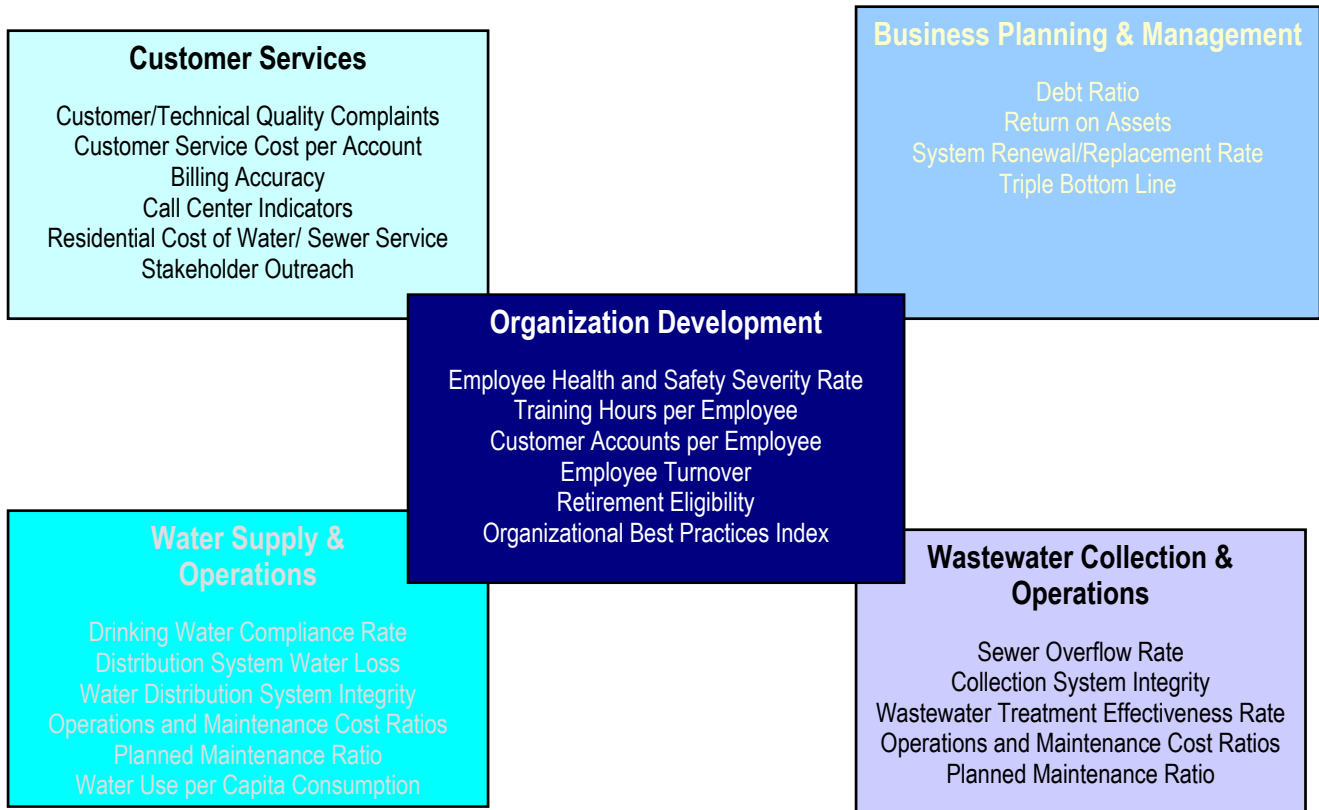 Customer Services
Customer/Technical Quality Complaints
Customer Service Cost per Account
Billing Accuracy
Call Center Indicators
Residential Cost of Water/ Sewer Service
Stakeholder Outreach
Business Planning & Management
Debt Ratio
Return on Assets
System Renewal/Replacement Rate
Triple Bottom Line
Organization Development
Employee Health and Safety Severity Rate
Training Hours per Employee
Customer Accounts per Employee
Employee Turnover
Retirement Eligibility
Organizational Best Practices Index
Water Supply &
Operations
Drinking Water Compliance Rate
Distribution System Water Loss
Water Distribution System Integrity
Operations and Maintenance Cost Ratios
Planned Maintenance Ratio
Water Use per Capita Consumption
Wastewater Collection &
Operations
Sewer Overflow Rate
Collection System Integrity
Wastewater Treatment Effectiveness Rate
Operations and Maintenance Cost Ratios
Planned Maintenance Ratio